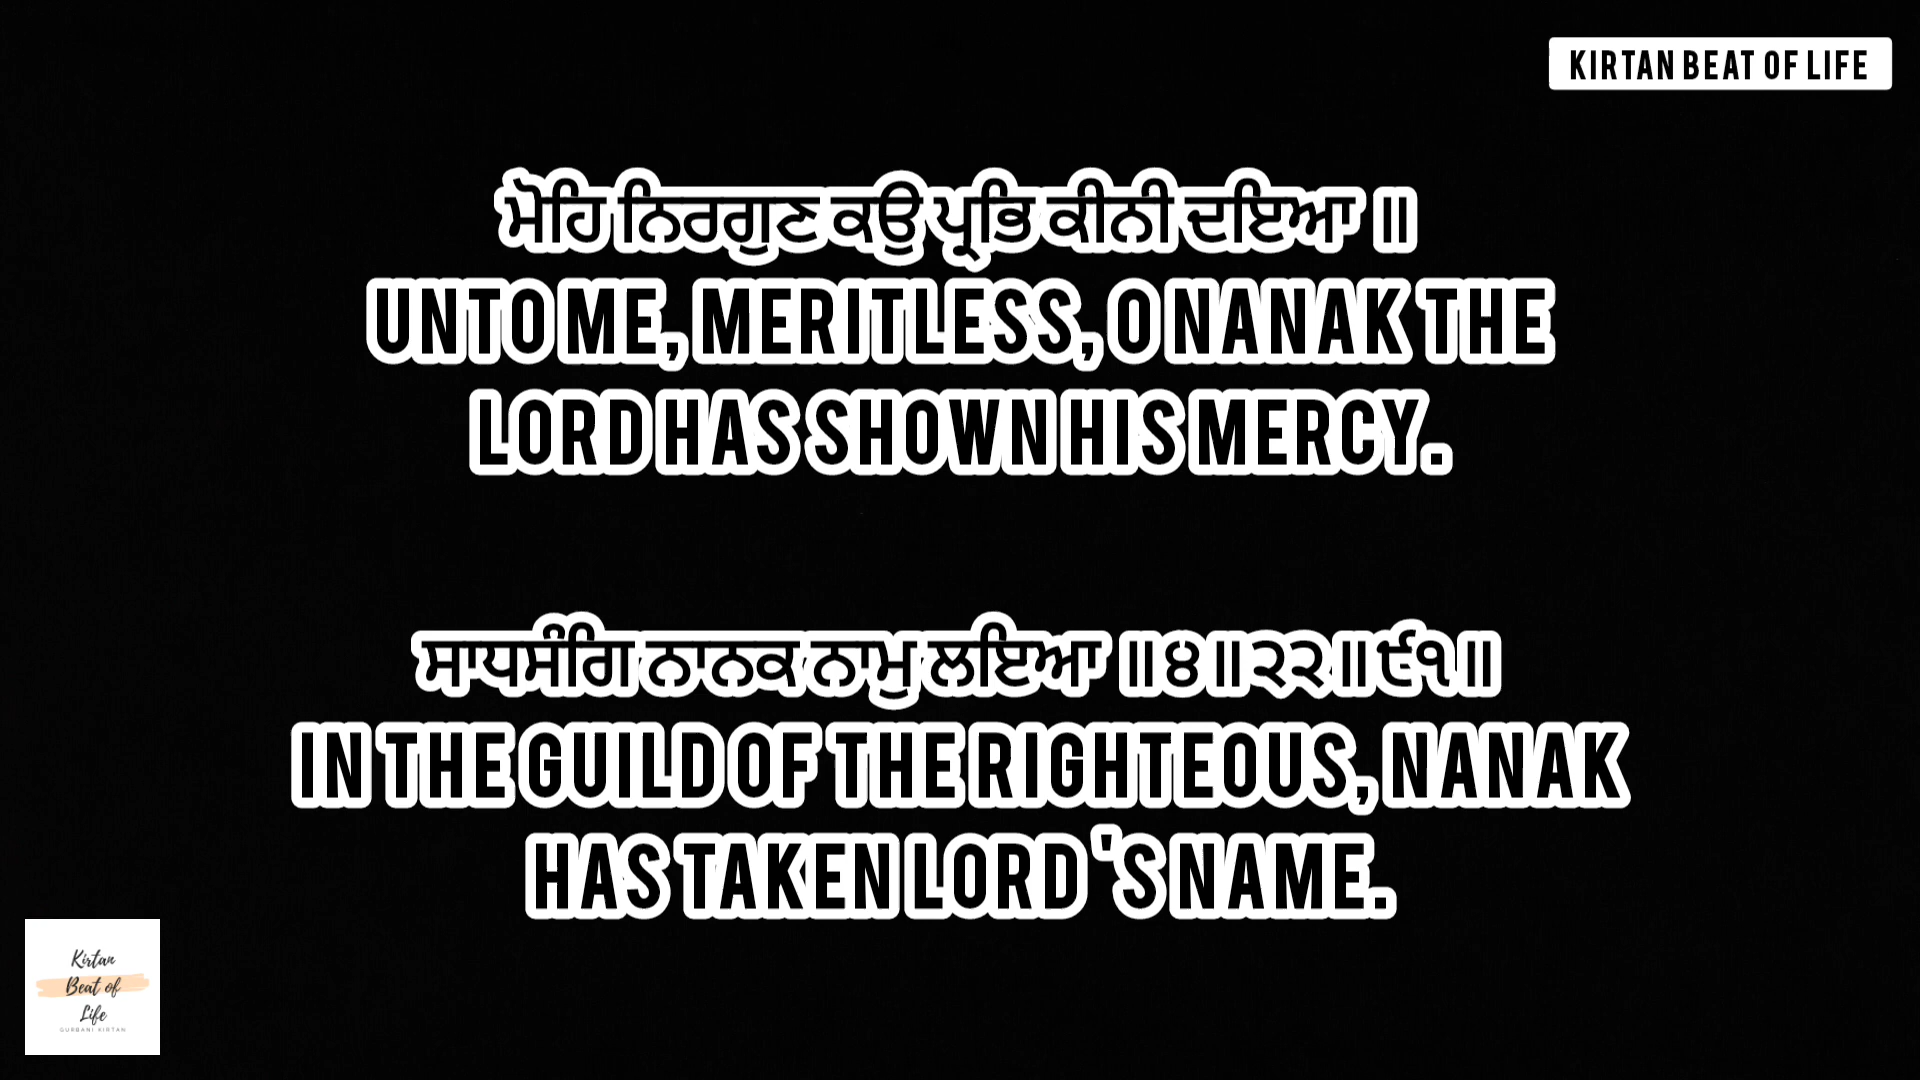 KIRTAN BEAT OF LIFE
ਮੋਹਿ ਨਿਰਗੁਣ ਕਉ ਪ੍ਰਭਿ ਕੀਨੀ ਦਇਆ ॥
UNTO ME, MERITLESS, O NANAK THE
LORD HAS SHOWN HIS MERCY.
ਸਾਧਸੰਗਿ ਨਾਨਕ ਨਾਮੁ ਲਇਆ ॥੪॥੨੨॥੯੧॥
IN THE GUILD OF THE RIGHTEOUS, NANAK
HAS TAKEN LORD'S NAME.
Kirtan
Beat of
Life
GURBANI KIRTAN